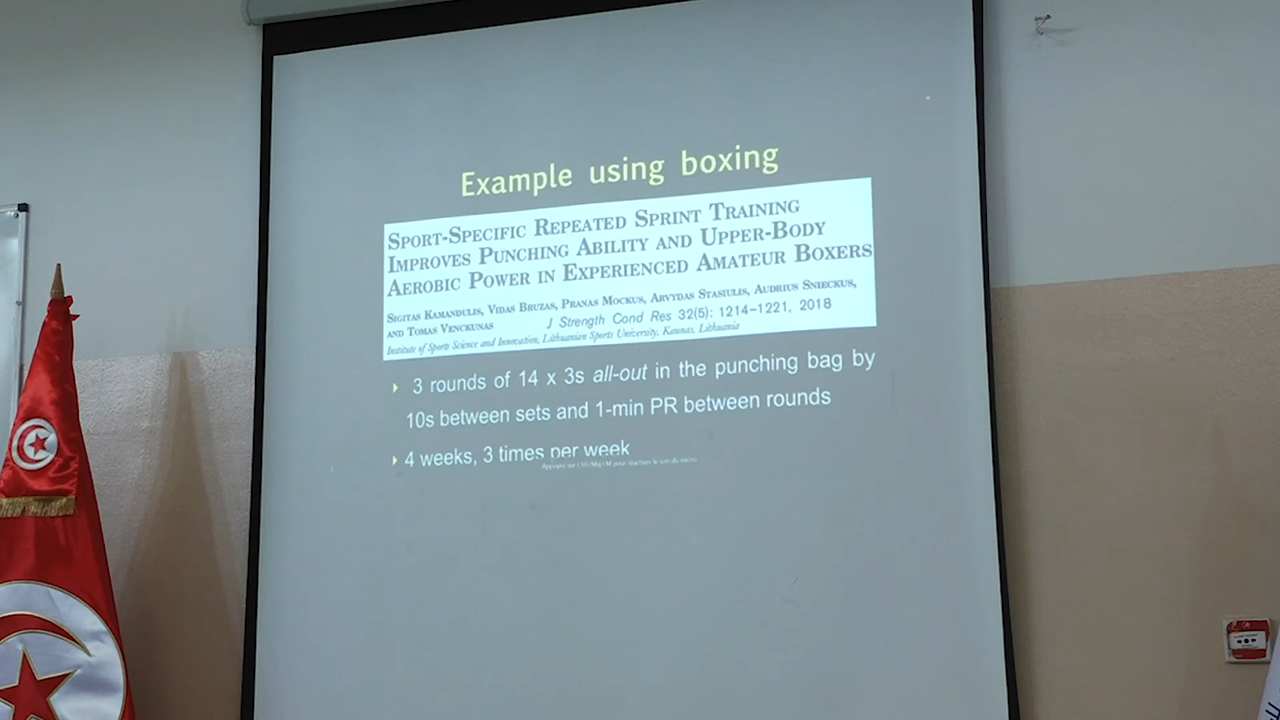 Example using boxing
SPORT-SPECIFIC REPEATED SPRINT TRAINING
IMPROVES PUNCHING ABILITY AND UPPER-BODY
AEROBIC POWER IN EXPERIENCED AMATEUR BOXERS
SIGITAS KAMANDULIS, VIDAS BRUZAS, PRANAS MOCKUS, ARVYDAS STASIULIS, AUDRIUS SNIECKUS,
AND TOMAS VENCKUNAS J Strength Cond Res 32(5): 1214–1221, 2018
Institute of Sports Science and Innovation, Lithuanian Sports University, Kaunas, Lithuania
3 rounds of 14 x 3s all-out in the punching bag by
10s between sets and 1-min PR between rounds
4 weeks, 3 times per week